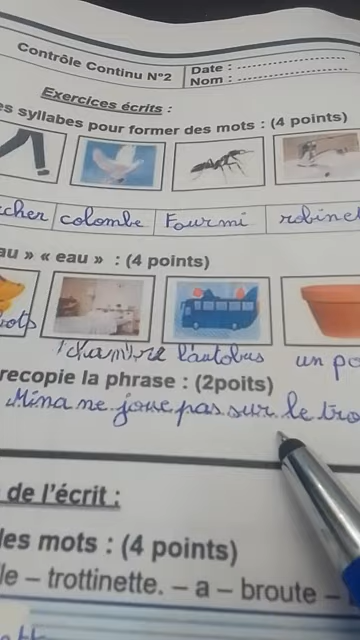 Contrôle Continu N°2
Date :
Nom :
Exercices écrits :
es syllabes pour former des mots : (4 points)
cher colombe Fourmi robinet
au » « eau » : (4 points)
l'autobus un po
recopie la phrase : (2poits)
Mina ne joue pas sur le tro
de l'écrit :
les mots : (4 points)
le – trottinette. – a – broute –